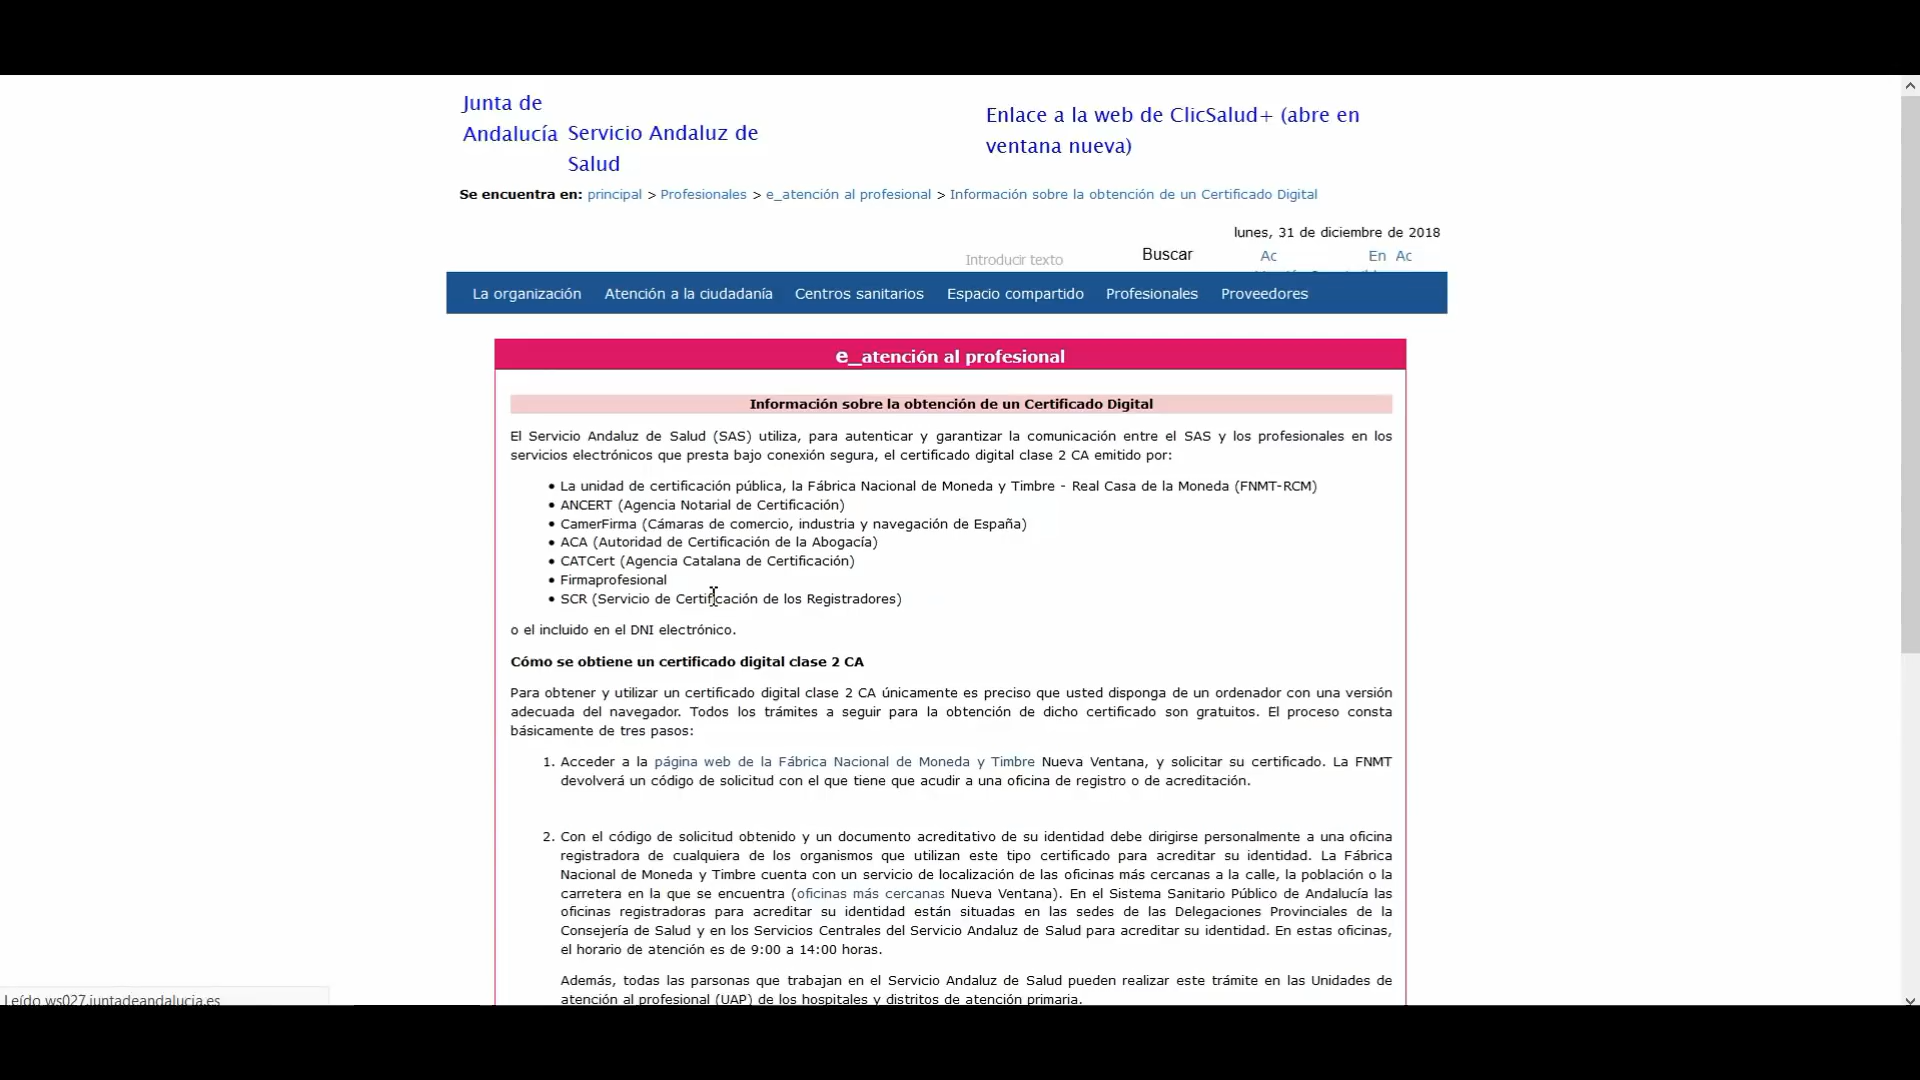 Junta de
Andalucía
Servicio Andaluz de
Salud
Enlace a la web de ClicSalud+ (abre en
ventana nueva)
Se encuentra en: principal > Profesionales > e_atención al profesional > Información sobre la obtención de un Certificado Digital
lunes, 31 de diciembre de 2018
Introducir texto Buscar Ac En Ac
La organización Atención a la ciudadanía Centros sanitarios Espacio compartido Profesionales Proveedores
e_atención al profesional
Información sobre la obtención de un Certificado Digital
El Servicio Andaluz de Salud (SAS) utiliza, para autenticar y garantizar la comunicación entre el SAS y los profesionales en los
servicios electrónicos que presta bajo conexión segura, el certificado digital clase 2 CA emitido por:
• La unidad de certificación pública, la Fábrica Nacional de Moneda y Timbre - Real Casa de la Moneda (FNMT-RCM)
• ANCERT (Agencia Notarial de Certificación)
• CamerFirma (Cámaras de comercio, industria y navegación de España)
• ACA (Autoridad de Certificación de la Abogacía)
• CATCert (Agencia Catalana de Certificación)
• Firmaprofesional
• SCR (Servicio de Certificación de los Registradores)
o el incluido en el DNI electrónico.
Cómo se obtiene un certificado digital clase 2 CA
Para obtener y utilizar un certificado digital clase 2 CA únicamente es preciso que usted disponga de un ordenador con una versión
adecuada del navegador. Todos los trámites a seguir para la obtención de dicho certificado son gratuitos. El proceso consta
básicamente de tres pasos:
1. Acceder a la página web de la Fábrica Nacional de Moneda y Timbre Nueva Ventana, y solicitar su certificado. La FNMT
devolverá un código de solicitud con el que tiene que acudir a una oficina de registro o de acreditación.
2. Con el código de solicitud obtenido y un documento acreditativo de su identidad debe dirigirse personalmente a una oficina
registradora de cualquiera de los organismos que utilizan este tipo certificado para acreditar su identidad. La Fábrica
Nacional de Moneda y Timbre cuenta con un servicio de localización de las oficinas más cercanas a la calle, la población o la
carretera en la que se encuentra (oficinas más cercanas Nueva Ventana). En el Sistema Sanitario Público de Andalucía las
oficinas registradoras para acreditar su identidad están situadas en las sedes de las Delegaciones Provinciales de la
Consejería de Salud y en los Servicios Centrales del Servicio Andaluz de Salud para acreditar su identidad. En estas oficinas,
el horario de atención es de 9:00 a 14:00 horas.
Además, todas las parsonas que trabajan en el Servicio Andaluz de Salud pueden realizar este trámite en las Unidades de
atención al profesional (UAP) de los hospitales y distritos de atención primaria.
Leído ws027.juntadeandalucia.es